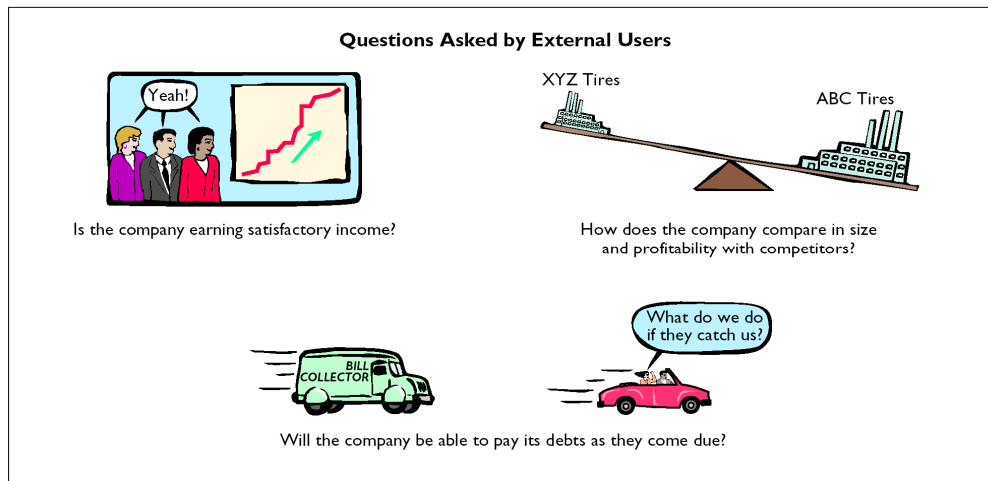 Questions Asked by External Users
Yeah!
Is the company earning satisfactory income?
XYZ Tires
ABC Tires
How does the company compare in size
and profitability with competitors?
BILL
COLLECTOR
What do we do
if they catch us?
Will the company be able to pay its debts as they come due?